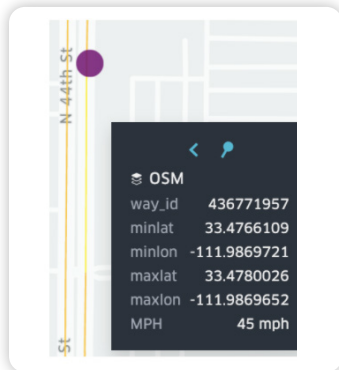 N 44th St
OSM
way_id 436771957
minlat 33.4766109
minlon -111.9869721
maxlat 33.4780026
maxlon -111.9869652
MPH 45 mph
St